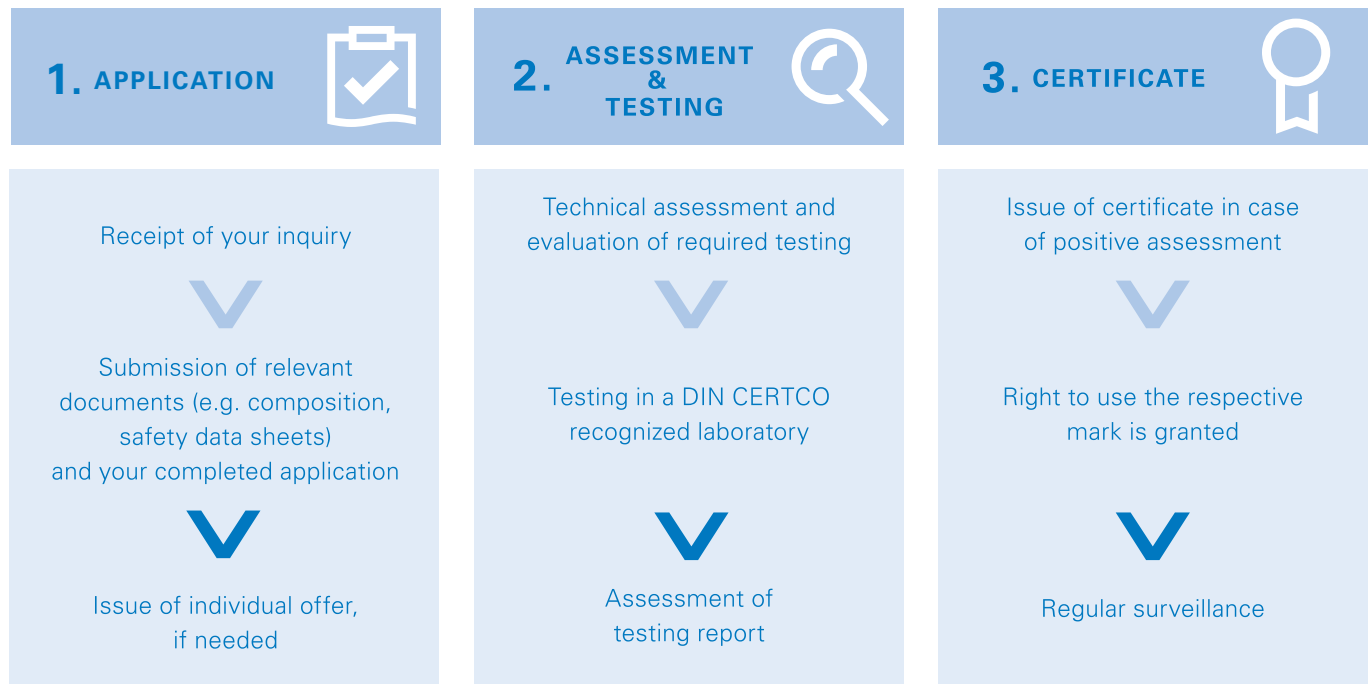 1. APPLICATION
Receipt of your inquiry
Submission of relevant
documents (e.g. composition,
safety data sheets)
and your completed application
Issue of individual offer,
if needed
2. ASSESSMENT
&
TESTING
Technical assessment and
evaluation of required testing
Testing in a DIN CERTCO
recognized laboratory
Assessment of
testing report
3. CERTIFICATE
Issue of certificate in case
of positive assessment
Right to use the respective
mark is granted
Regular surveillance